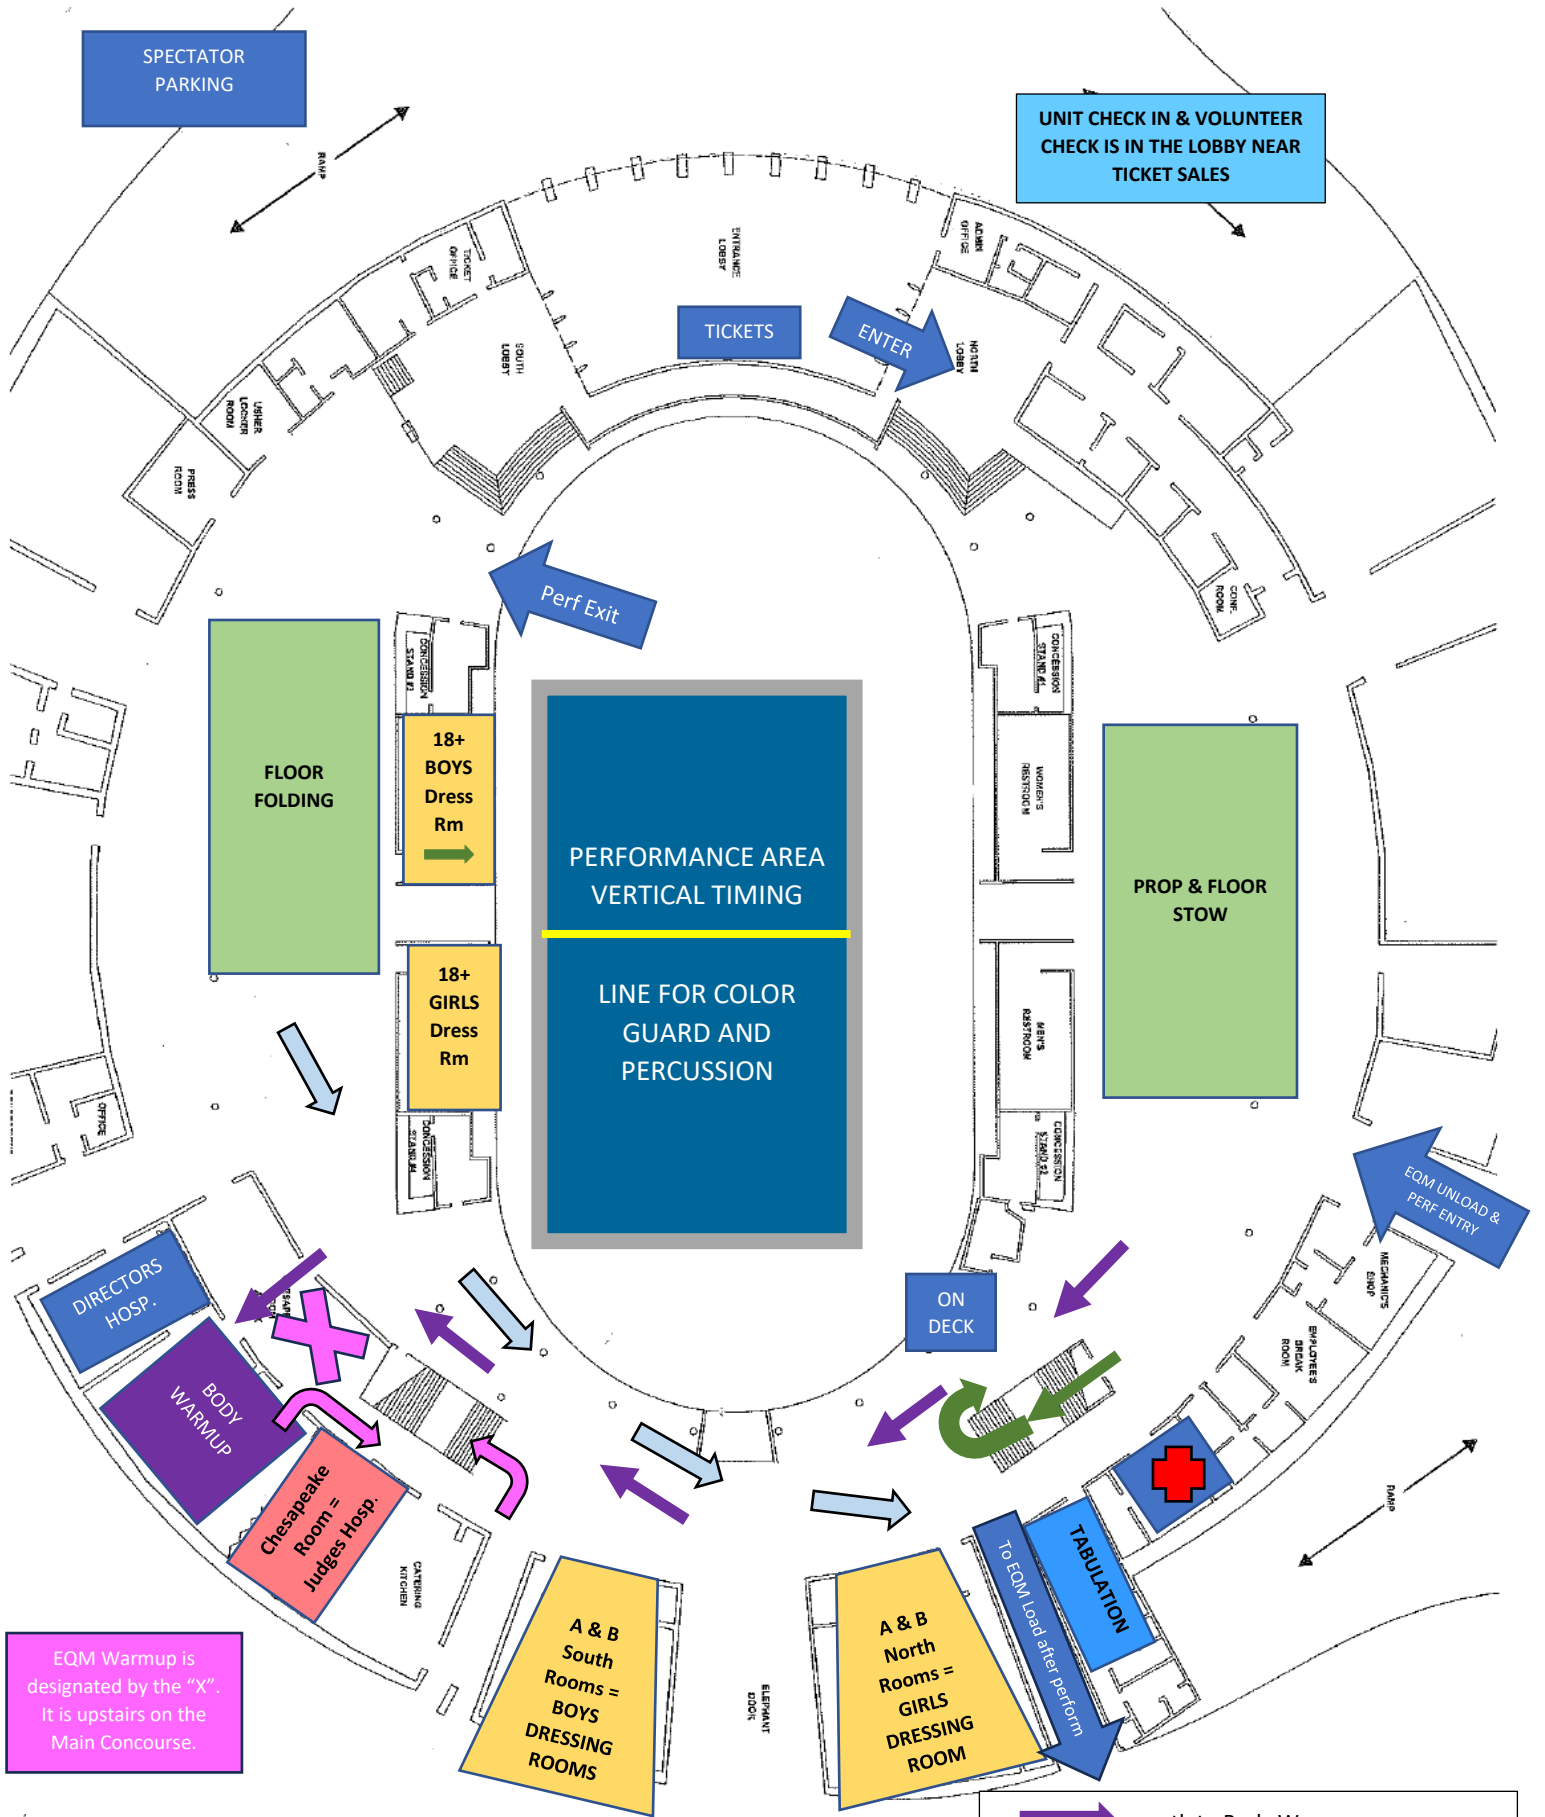 SPECTATOR
PARKING
UNIT CHECK IN & VOLUNTEER
CHECK IS IN THE LOBBY NEAR
TICKET SALES
RAMP
TICKET
OFFICE
ENTRANCE
LOBBY
ADMIN
OFFICE
TICKETS
ENTER
SOUTH
LOBBY
NORTH
LOBBY
USHER
LOCKER
ROOM
PRESS
ROOM
CONF.
ROOM
Perf Exit
CONCESSION
CONCESSION
STAND #1
FLOOR
FOLDING
18+
BOYS
Dress
Rm
WOMEN'S
RESTROOM
PERFORMANCE AREA
VERTICAL TIMING
PROP & FLOOR
STOW
18+
GIRLS
Dress
Rm
LINE FOR COLOR
GUARD AND
PERCUSSION
MEN'S
RESTROOM
OFFICE
CONCESSION
STAND #4
CONCESSION
STAND #2
EQM UNLOAD &
PERF ENTRY
DIRECTORS
HOSP.
MECHANIC'S
SHOP
ON
DECK
EMPLOYEE'S
BREAK
ROOM
BODY
WARMUP
Chesapeake
Room =
Judges Hosp.
CATERING
KITCHEN
RAMP
TABULATION
To EQM Load after perform
EQM Warmup is
designated by the “X”.
It is upstairs on the
Main Concourse.
A & B
South
Rooms =
BOYS
DRESSING
ROOMS
ELEPHANT
DOOR
A & B
North
Rooms =
GIRLS
DRESSING
ROOM